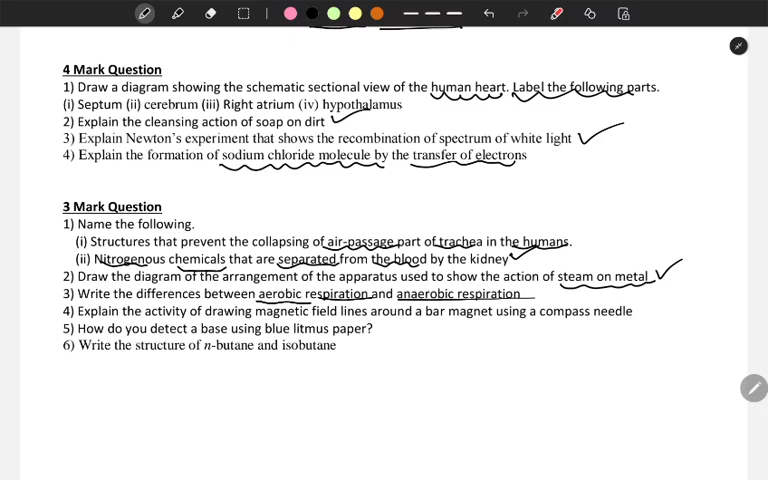 4 Mark Question
1) Draw a diagram showing the schematic sectional view of the human heart. Label the following parts.
(i) Septum (ii) cerebrum (iii) Right atrium (iv) hypothalamus
2) Explain the cleansing action of soap on dirt
3) Explain Newton's experiment that shows the recombination of spectrum of white light
4) Explain the formation of sodium chloride molecule by the transfer of electrons
3 Mark Question
1) Name the following.
(i) Structures that prevent the collapsing of air-passage part of trachea in the humans.
(ii) Nitrogenous chemicals that are separated from the blood by the kidney
2) Draw the diagram of the arrangement of the apparatus used to show the action of steam on metal
3) Write the differences between aerobic respiration and anaerobic respiration
4) Explain the activity of drawing magnetic field lines around a bar magnet using a compass needle
5) How do you detect a base using blue litmus paper?
6) Write the structure of n-butane and isobutane